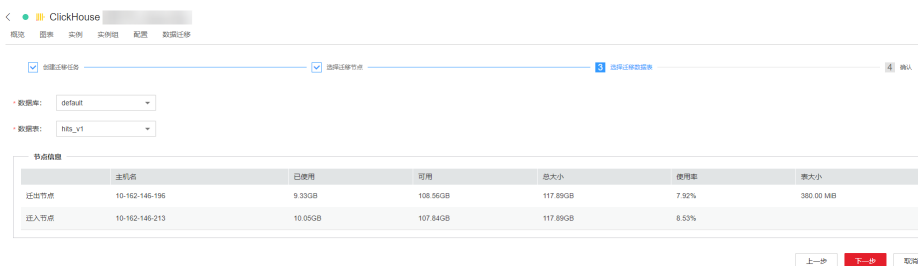 ClickHouse
概览 图表 实例 实例组 配置 数据迁移
创建迁移任务 选择迁移节点 3 选择迁移数据表 4 确认
* 数据库: default
* 数据表: hits_v1
节点信息
主机名 已使用 可用 总大小 使用率 表大小
迁出节点 10-162-146-196 9.33GB 108.56GB 117.89GB 7.92% 380.00 MiB
迁入节点 10-162-146-213 10.05GB 107.84GB 117.89GB 8.53%
上一步 下一步 取消